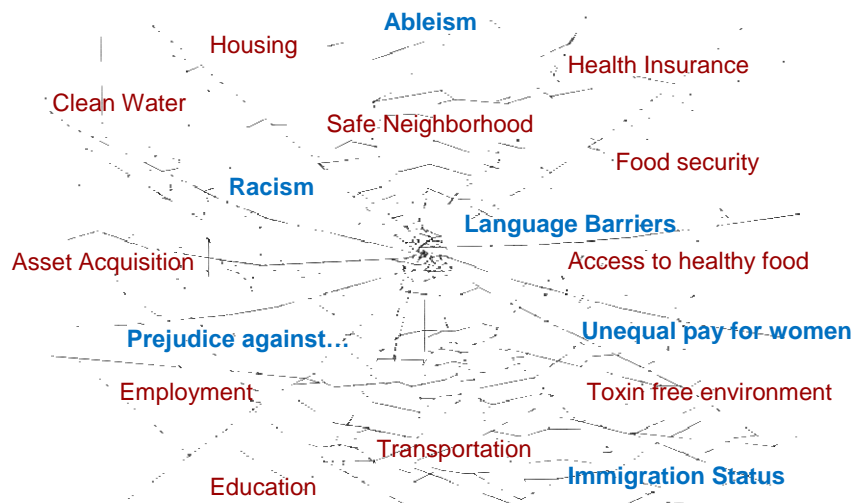 Ableism
Housing
Health Insurance
Clean Water
Safe Neighborhood
Food security
Racism
Language Barriers
Asset Acquisition
Access to healthy food
Prejudice against…
Unequal pay for women
Employment
Toxin free environment
Transportation
Immigration Status
Education